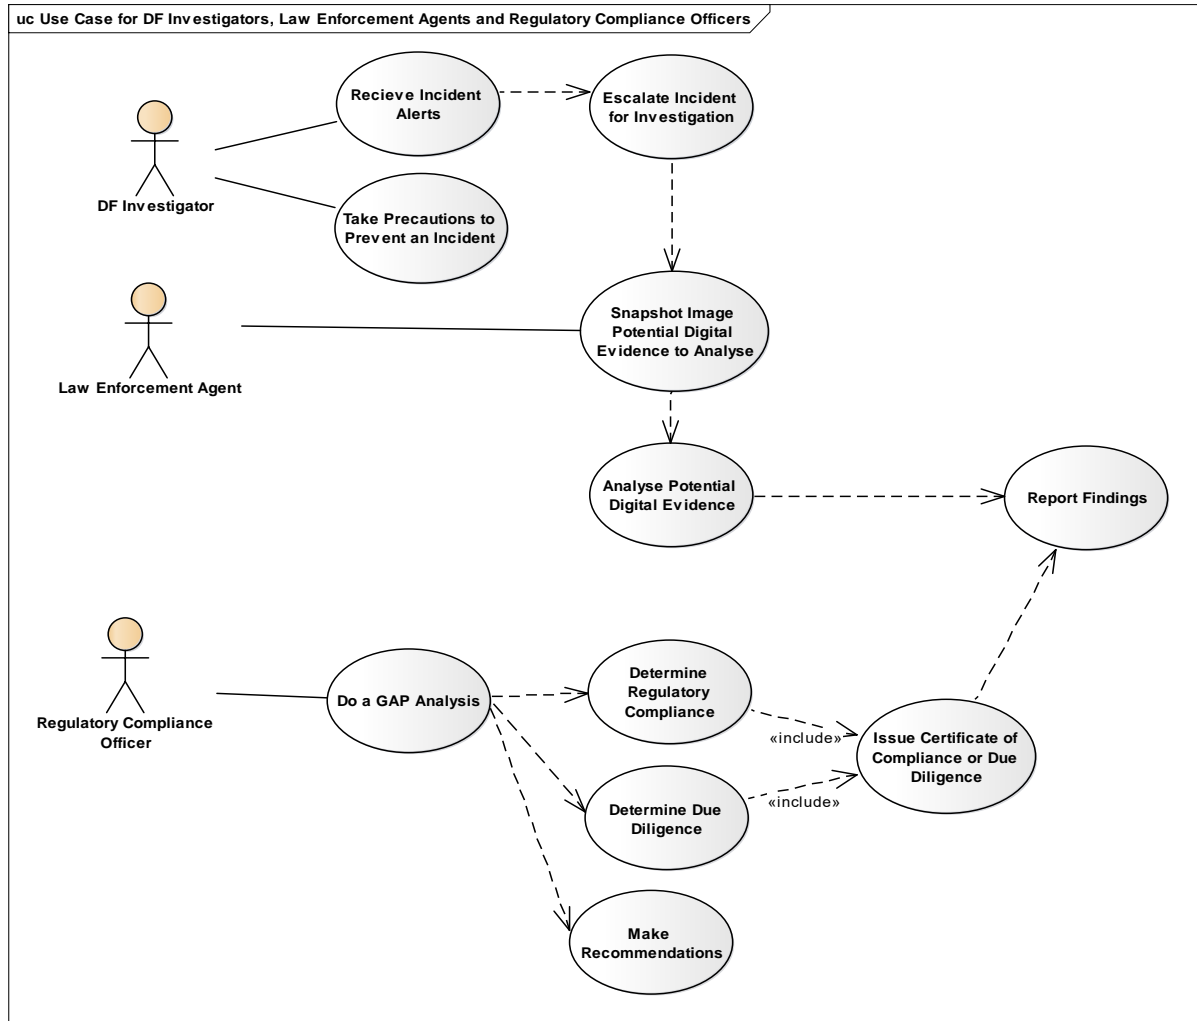 uc Use Case for DF Investigators, Law Enforcement Agents and Regulatory Compliance Officers
Recieve Incident
Alerts
Escalate Incident
for Investigation
DF Investigator
Take Precautions to
Prevent an Incident
Snapshot Image
Potential Digital
Evidence to Analyse
Law Enforcement Agent
Analyse Potential
Digital Evidence
Report Findings
Regulatory Compliance
Officer
Do a GAP Analysis
Determine
Regulatory
Compliance
«include»
Issue Certificate of
Compliance or Due
Diligence
«include»
Determine Due
Diligence
Make
Recommendations